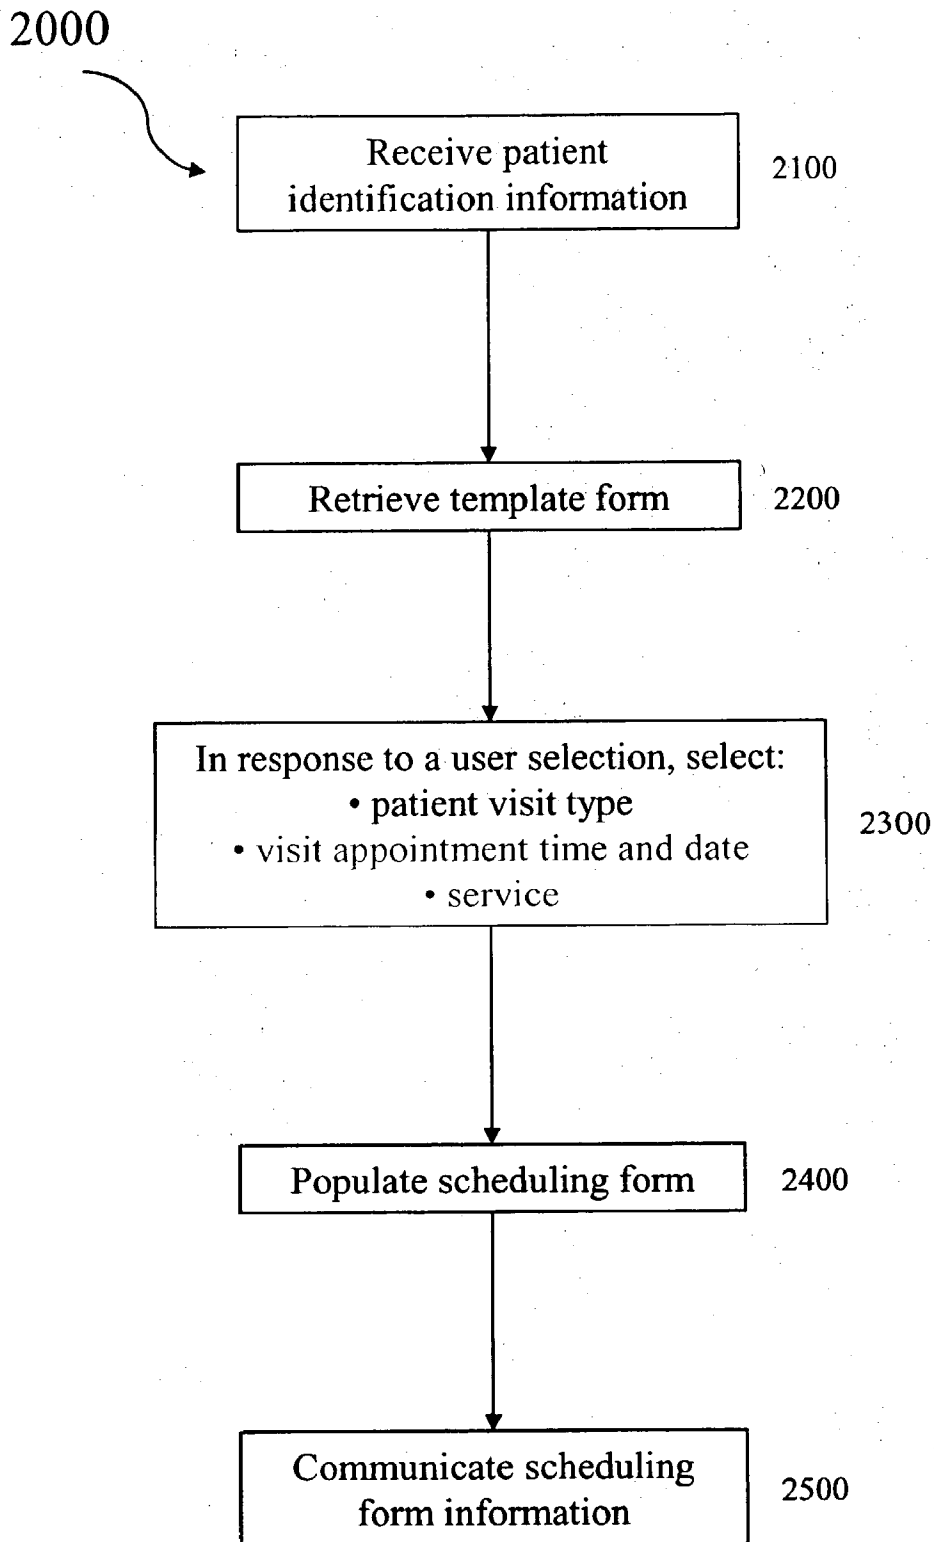 2000
Receive patient
identification information
2100
Retrieve template form
2200
In response to a user selection, select:
• patient visit type
• visit appointment time and date
• service
2300
Populate scheduling form
2400
Communicate scheduling
form information
2500